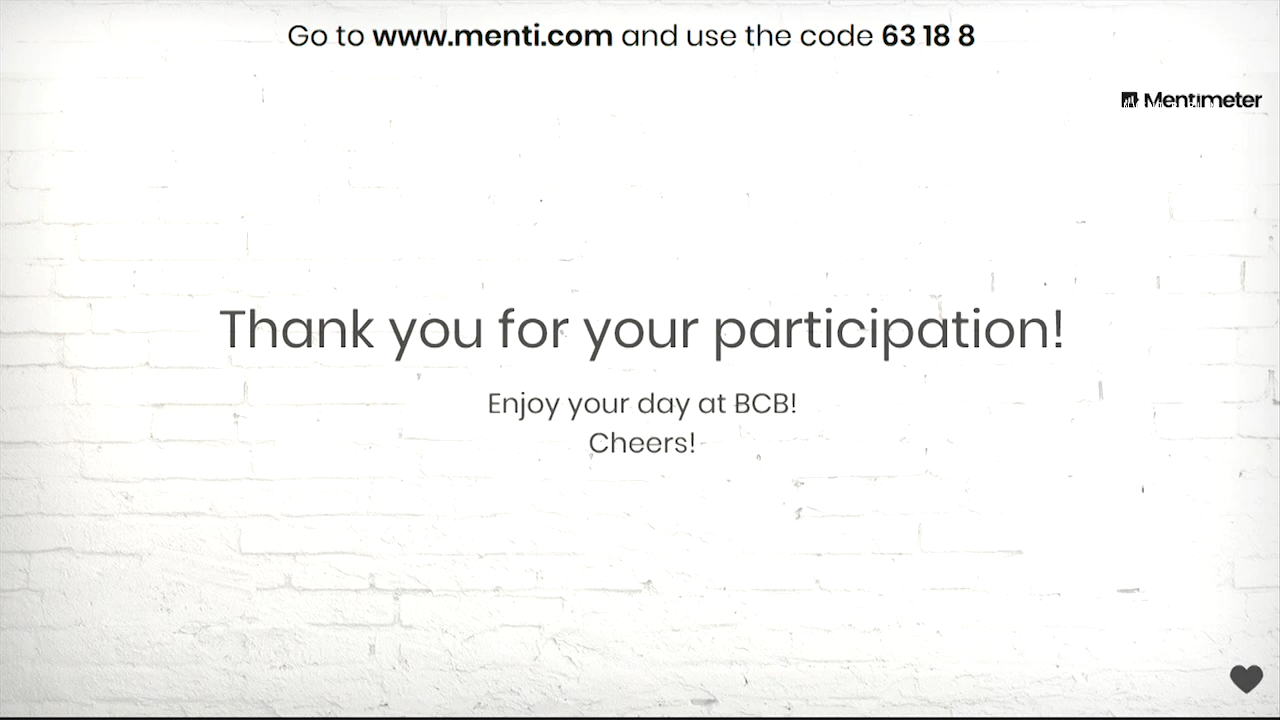 Go to www.menti.com and use the code 63 18 8
Mentimeter
Thank you for your participation!
Enjoy your day at BCB!
Cheers!